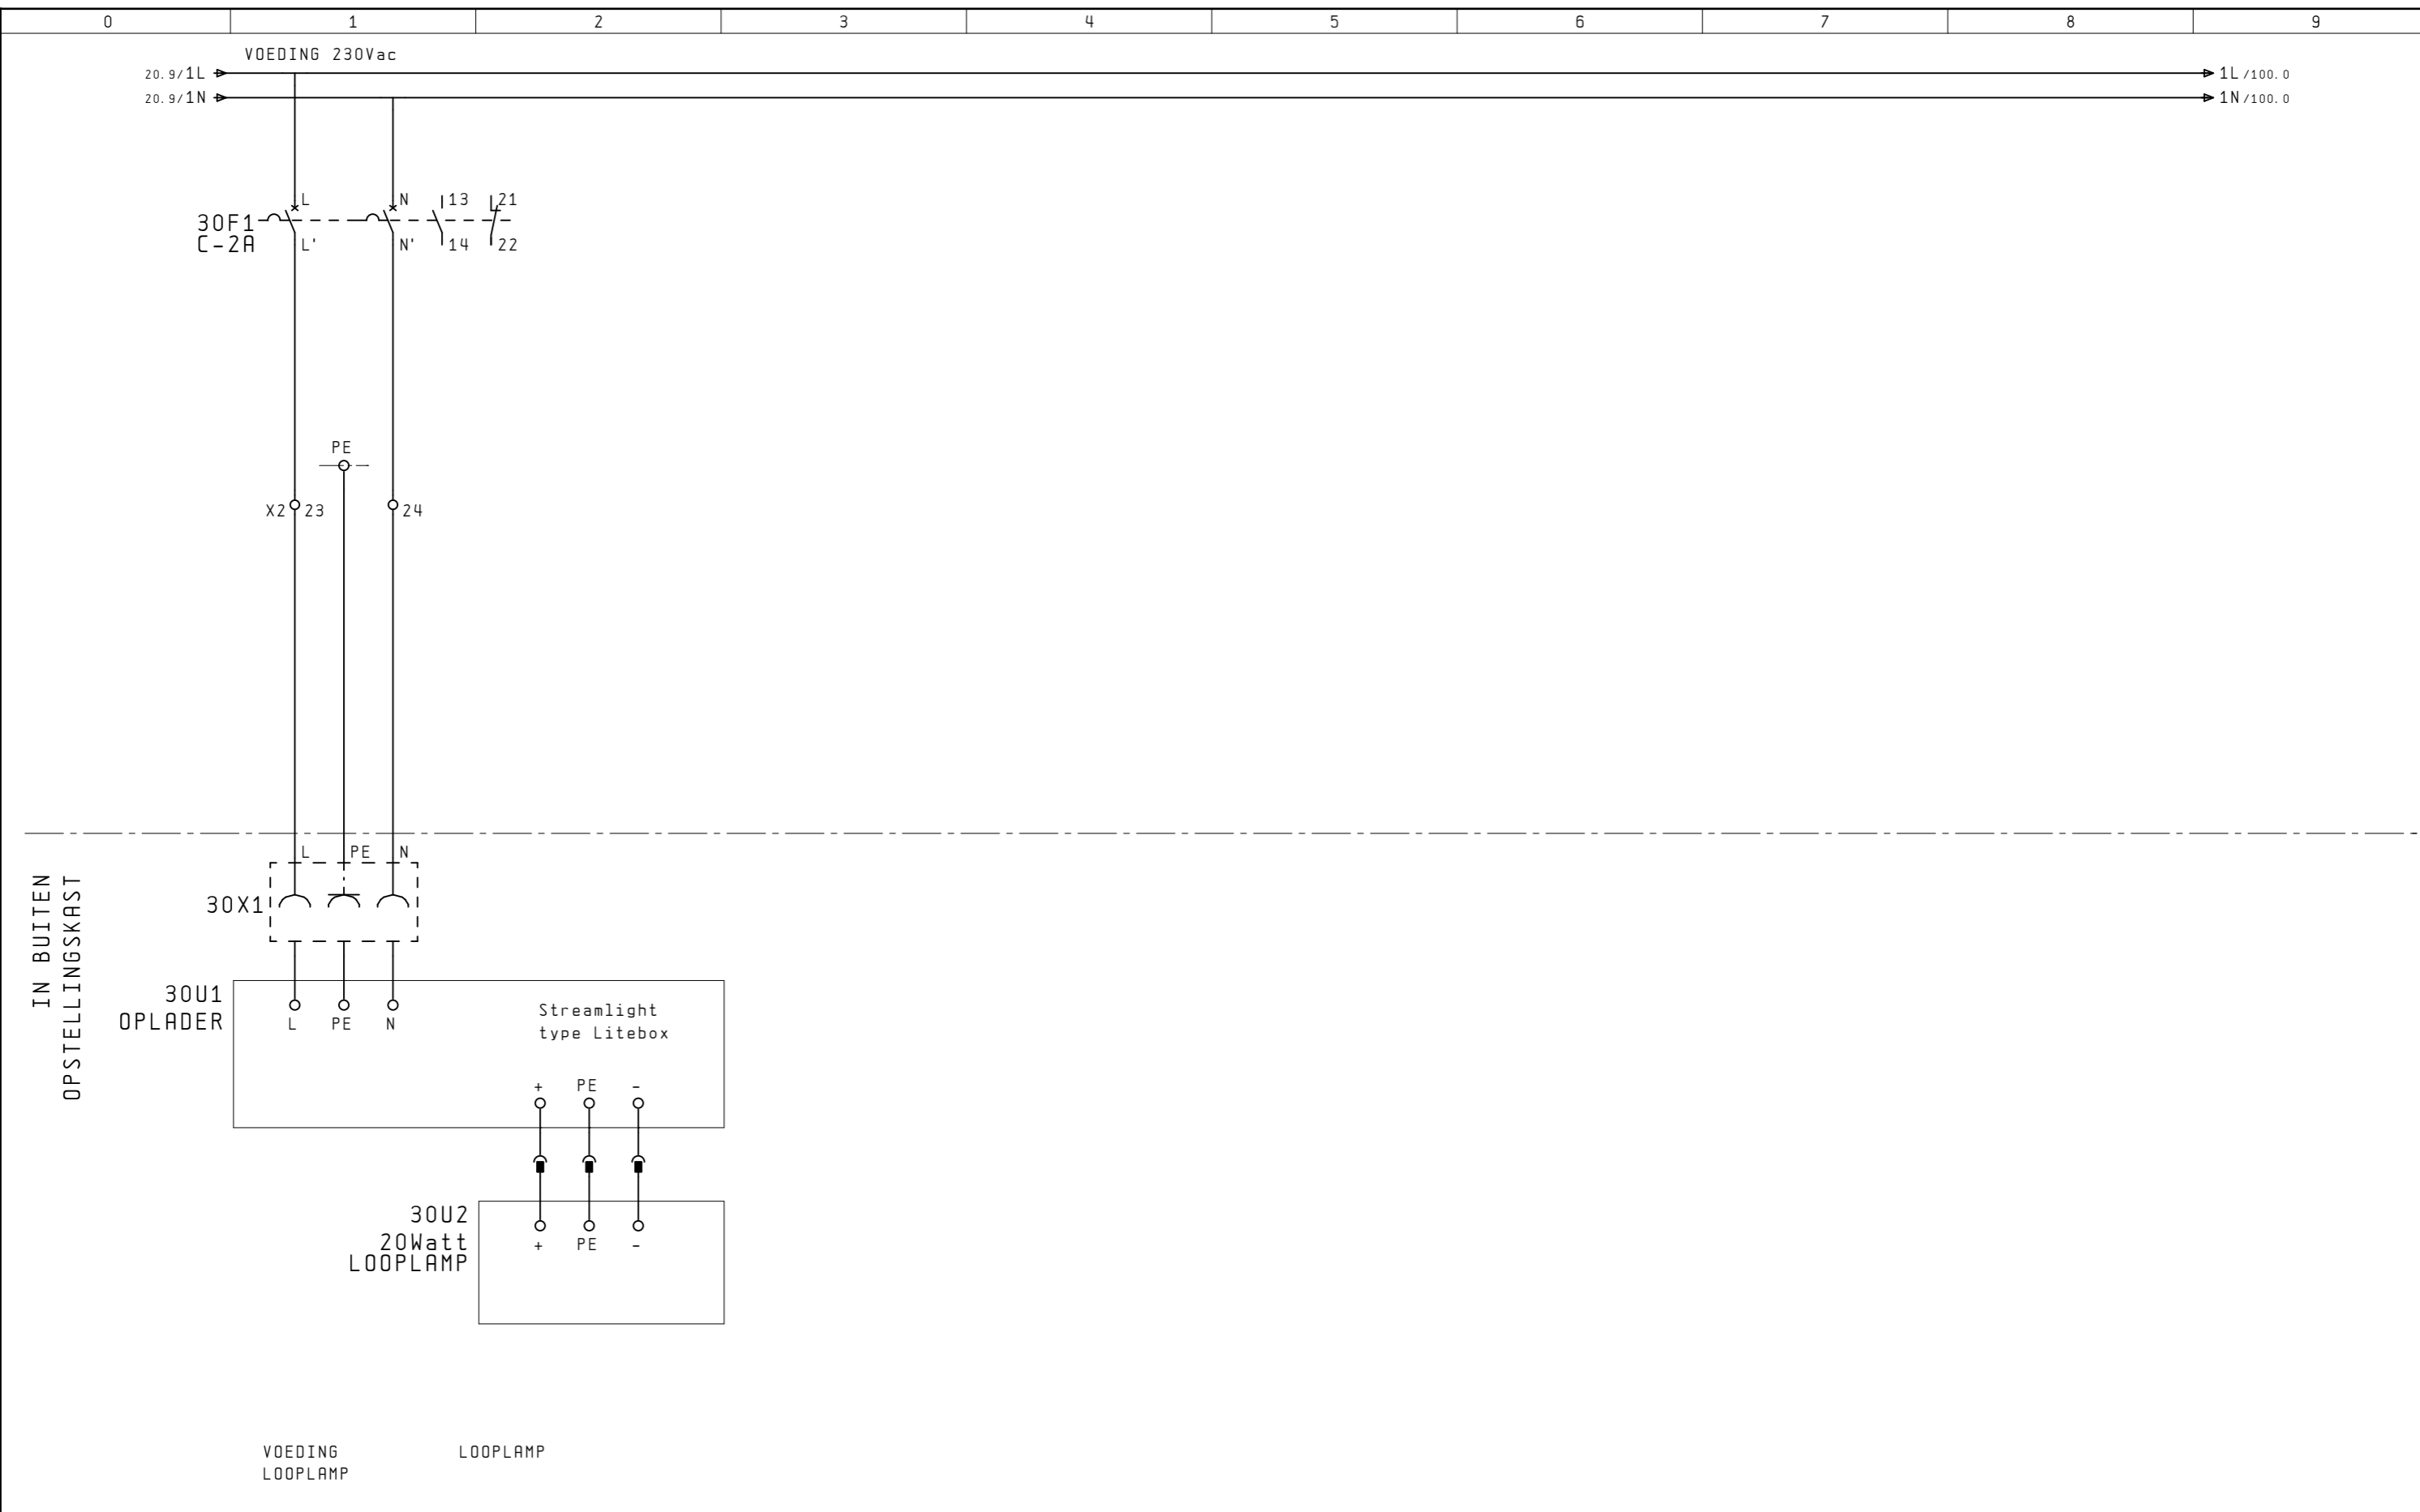 0 1 2 3 4 5 6 7 8 9
VOEDING 230Vac
20.9/1L 1L/100.0
20.9/1N 1N/100.0
L N 13 21
30F1
C-2A L' N' 14 22
PE
X2 23 24
L PE N
30X1
IN BUITEN
OPSTELLINGSKAST
30U1
OPLADER
L PE N
Streamlight
type Litebox
+ PE -
30U2
20Watt
LOOPLAMP
+ PE -
VOEDING
LOOPLAMP
LOOPLAMP